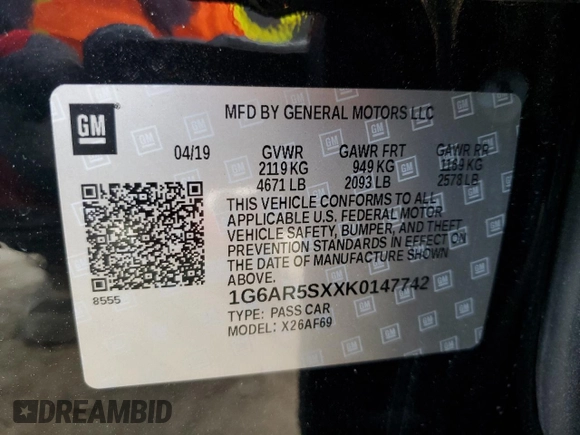 GM
MFD BY GENERAL MOTORS LLC
04/19 GVWR GAWR FRT GAWR RR
2119 KG 949 KG 1169 KG
4671 LB 2093 LB 2578 LB
THIS VEHICLE CONFORMS TO ALL
APPLICABLE U.S. FEDERAL MOTOR
VEHICLE SAFETY, BUMPER, AND THEFT
PREVENTION STANDARDS IN EFFECT ON
THE DATE OF MANUFACTURE SHOWN
ABOVE.
8555
1G6AR5SXXK0147742
TYPE: PASS CAR
MODEL: X26AF69
DREAMBID